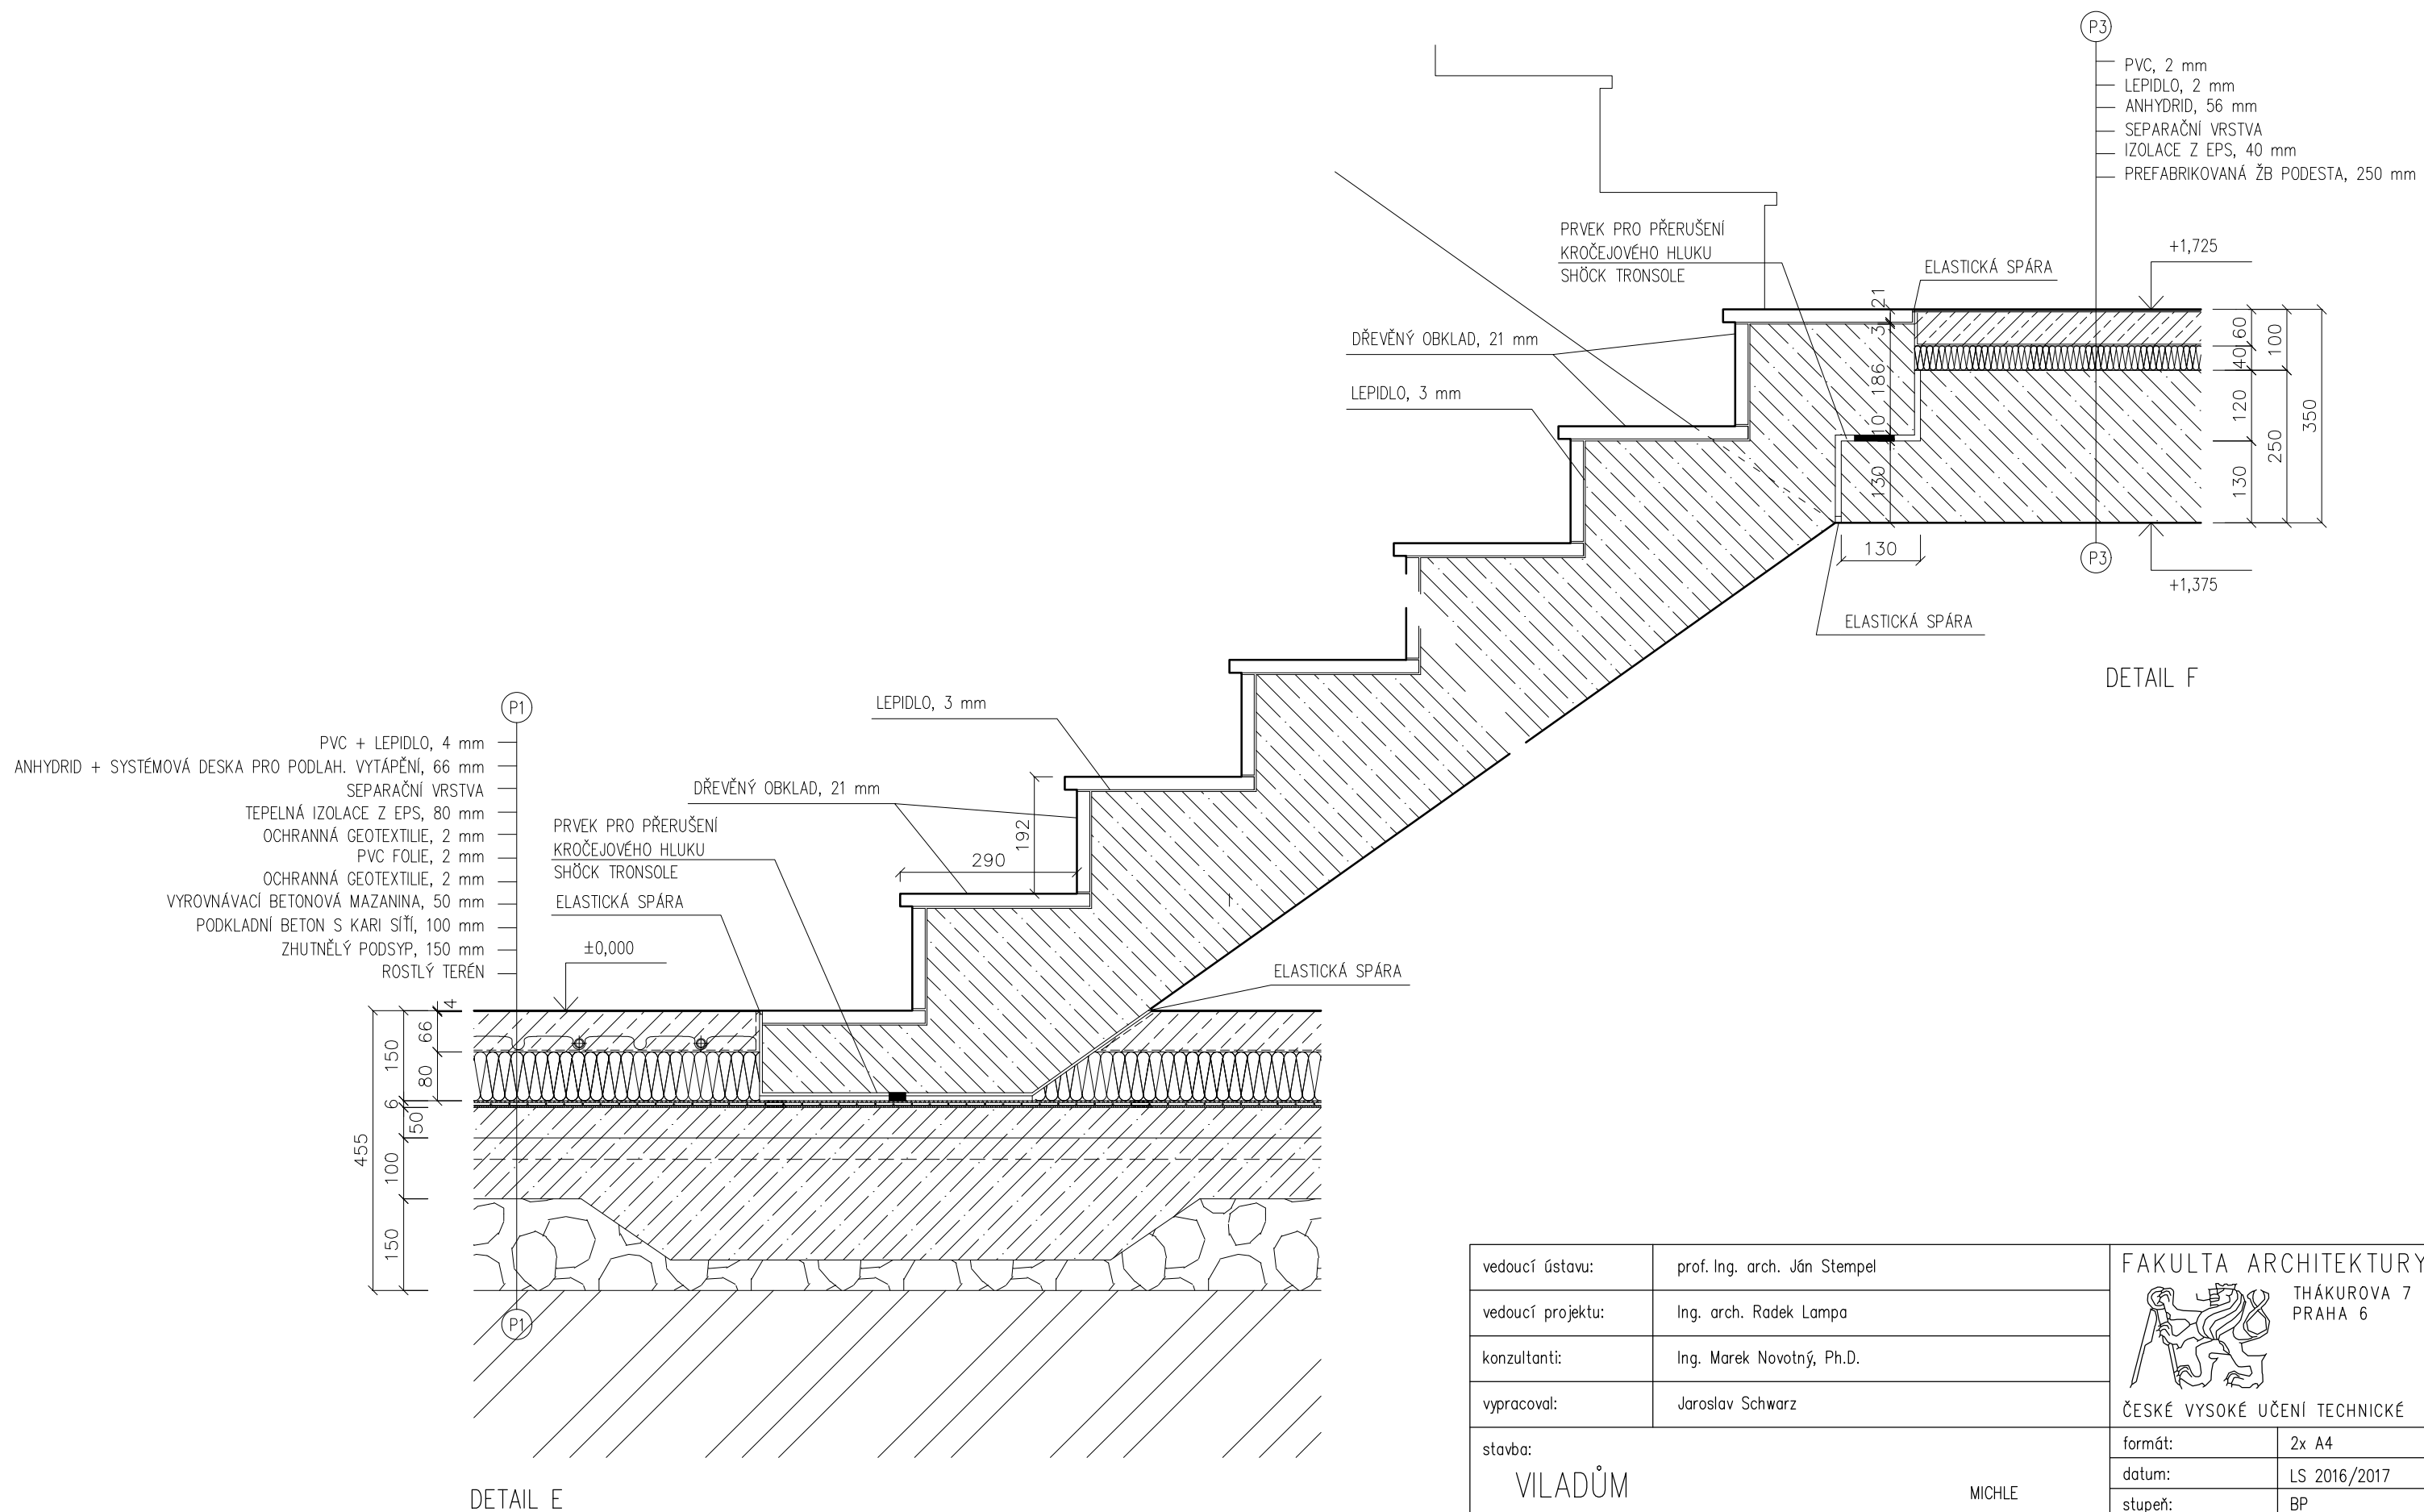 P3
PVC, 2 mm
LEPIDLO, 2 mm
ANHYDRID, 56 mm
SEPARAČNÍ VRSTVA
IZOLACE Z EPS, 40 mm
PREFABRIKOVANÁ ŽB PODESTA, 250 mm
PRVEK PRO PŘERUŠENÍ
KROČEJOVÉHO HLUKU
SHÖCK TRONSOLE
ELASTICKÁ SPÁRA
+1,725
DŘEVĚNÝ OBKLAD, 21 mm
LEPIDLO, 3 mm
21
3
186
10
130
60
40
120
130
100
250
350
130
P3
+1,375
ELASTICKÁ SPÁRA
DETAIL F
P1
PVC + LEPIDLO, 4 mm
ANHYDRID + SYSTÉMOVÁ DESKA PRO PODLAH. VYTÁPĚNÍ, 66 mm
SEPARAČNÍ VRSTVA
TEPELNÁ IZOLACE Z EPS, 80 mm
OCHRANNÁ GEOTEXTILIE, 2 mm
PVC FOLIE, 2 mm
OCHRANNÁ GEOTEXTILIE, 2 mm
VYROVNÁVACÍ BETONOVÁ MAZANINA, 50 mm
PODKLADNÍ BETON S KARI SÍTÍ, 100 mm
ZHUTNĚLÝ PODSYP, 150 mm
ROSTLÝ TERÉN
LEPIDLO, 3 mm
DŘEVĚNÝ OBKLAD, 21 mm
PRVEK PRO PŘERUŠENÍ
KROČEJOVÉHO HLUKU
SHÖCK TRONSOLE
ELASTICKÁ SPÁRA
±0,000
290
192
ELASTICKÁ SPÁRA
4
66
80
150
6
50
100
150
455
P1
DETAIL E
vedoucí ústavu: prof. Ing. arch. Ján Stempel
vedoucí projektu: Ing. arch. Radek Lampa
konzultanti: Ing. Marek Novotný, Ph.D.
vypracoval: Jaroslav Schwarz
stavba:
VILADŮM
MICHLE
FAKULTA ARCHITEKTURY
THÁKUROVA 7
PRAHA 6
ČESKÉ VYSOKÉ UČENÍ TECHNICKÉ
formát: 2x A4
datum: LS 2016/2017
stupeň: BP